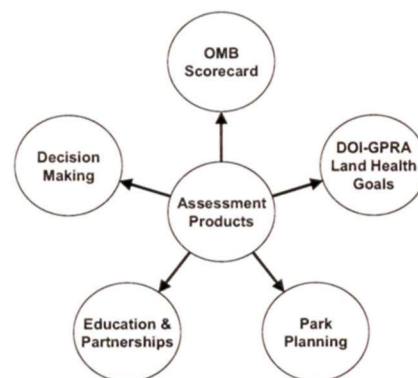 OMB
Scorecard
Decision
Making
DOI-GPRA
Land Health
Goals
Assessment
Products
Education &
Partnerships
Park
Planning